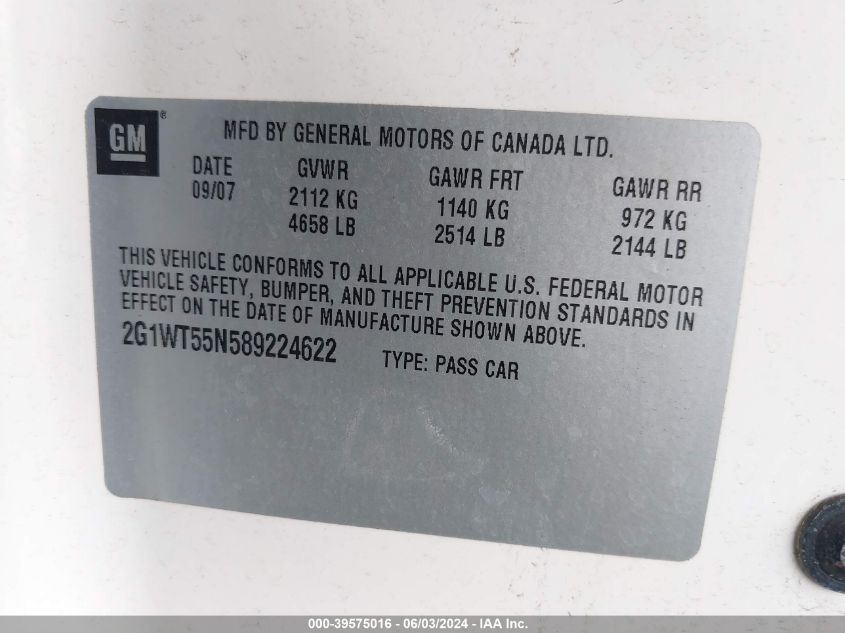 GM ®
MFD BY GENERAL MOTORS OF CANADA LTD.
DATE GVWR GAWR FRT GAWR RR
09/07 2112 KG 1140 KG 972 KG
4658 LB 2514 LB 2144 LB
THIS VEHICLE CONFORMS TO ALL APPLICABLE U.S. FEDERAL MOTOR
VEHICLE SAFETY, BUMPER, AND THEFT PREVENTION STANDARDS IN
EFFECT ON THE DATE OF MANUFACTURE SHOWN ABOVE.
2G1WT55N589224622 TYPE: PASS CAR
000-39575016 - 06/03/2024 - IAA Inc.